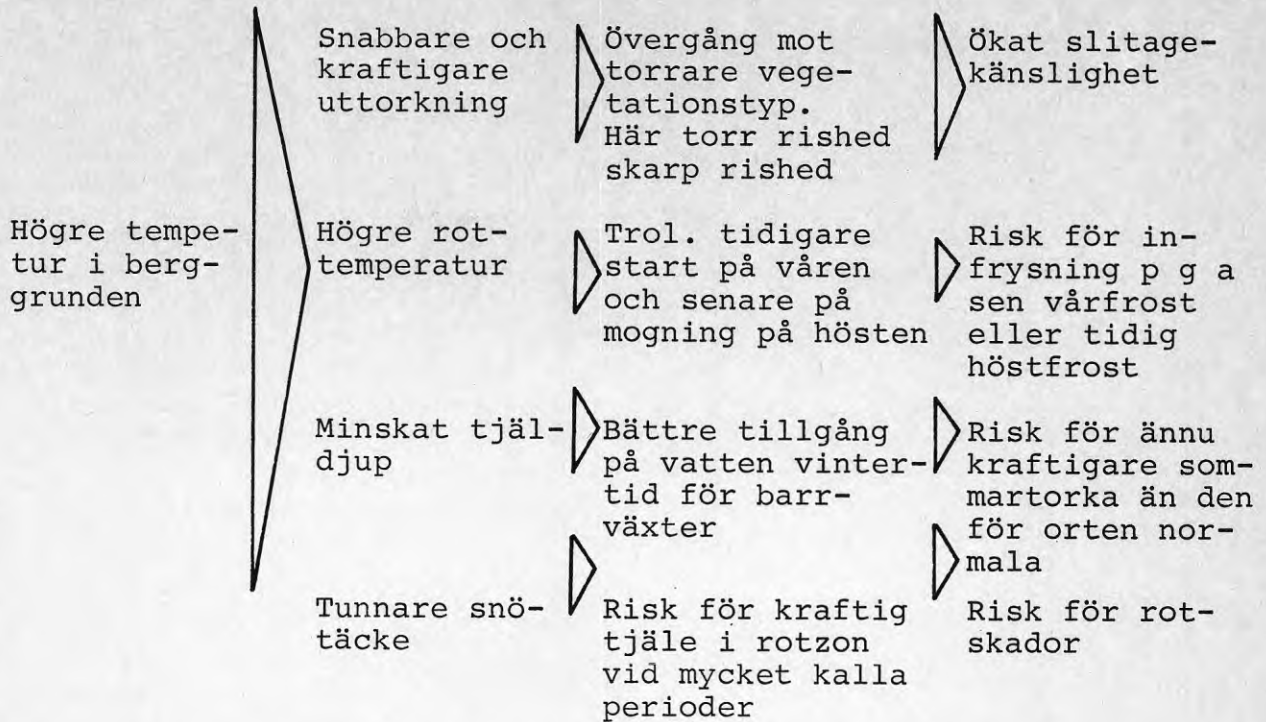 Högre tempe-
tur i berg-
grunden
Snabbare och
kraftigare
uttorkning
Övergång mot
torrare vege-
tationstyp.
Här torr rished
skarp rished
Ökat slitage-
känslighet
Högre rot-
temperatur
Trol. tidigare
start på våren
och senare på
mogning på hösten
Risk för in-
frysning p g a
sen vårfrost
eller tidig
höstfrost
Minskat tjäl-
djup
Bättre tillgång
på vatten vinter-
tid för barr-
växter
Risk för ännu
kraftigare som-
martorka än den
för orten nor-
mala
Tunnare snö-
täcke
Risk för kraftig
tjäle i rotzon
vid mycket kalla
perioder
Risk för rot-
skador